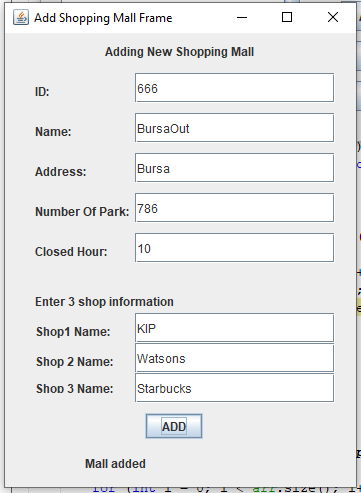 Add Shopping Mall Frame
Adding New Shopping Mall
ID: 666
Name: BursaOut
Address: Bursa
Number Of Park: 786
Closed Hour: 10
Enter 3 shop information
Shop1 Name: KIP
Shop 2 Name: Watsons
Shop 3 Name: Starbucks
ADD
Mall added